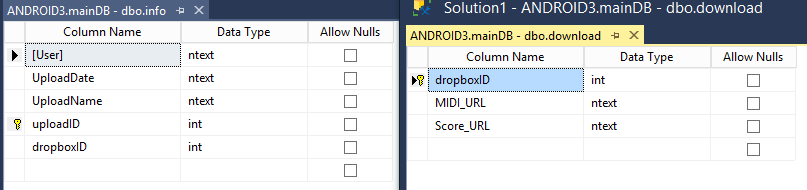 ANDROID3.mainDB - dbo.info
Column Name Data Type Allow Nulls
[User] ntext
UploadDate ntext
UploadName ntext
uploadID int
dropboxID int
Solution1 - ANDROID3.mainDB - dbo.download
ANDROID3.mainDB - dbo.download
Column Name Data Type Allow Nulls
dropboxID int
MIDI_URL ntext
Score_URL ntext